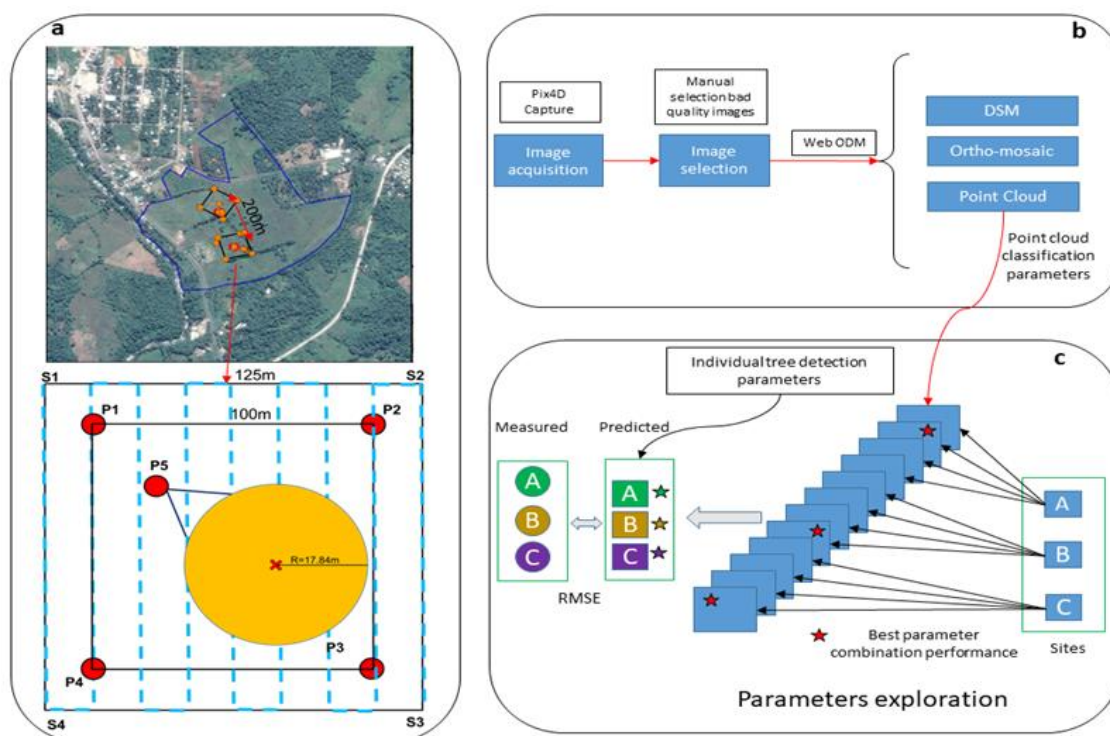 a
200m
S1
125m
S2
P1
100m
P2
P5
R=17.84m
P4
P3
S4
S3
b
Pix4D
Capture
Manual
selection bad
quality images
Image
acquisition
Image
selection
Web ODM
DSM
Ortho-mosaic
Point Cloud
Point cloud
classification
parameters
c
Individual tree detection
parameters
Measured
Predicted
A
B
C
A
B
C
RMSE
A
B
C
Sites
Best parameter
combination performance
Parameters exploration